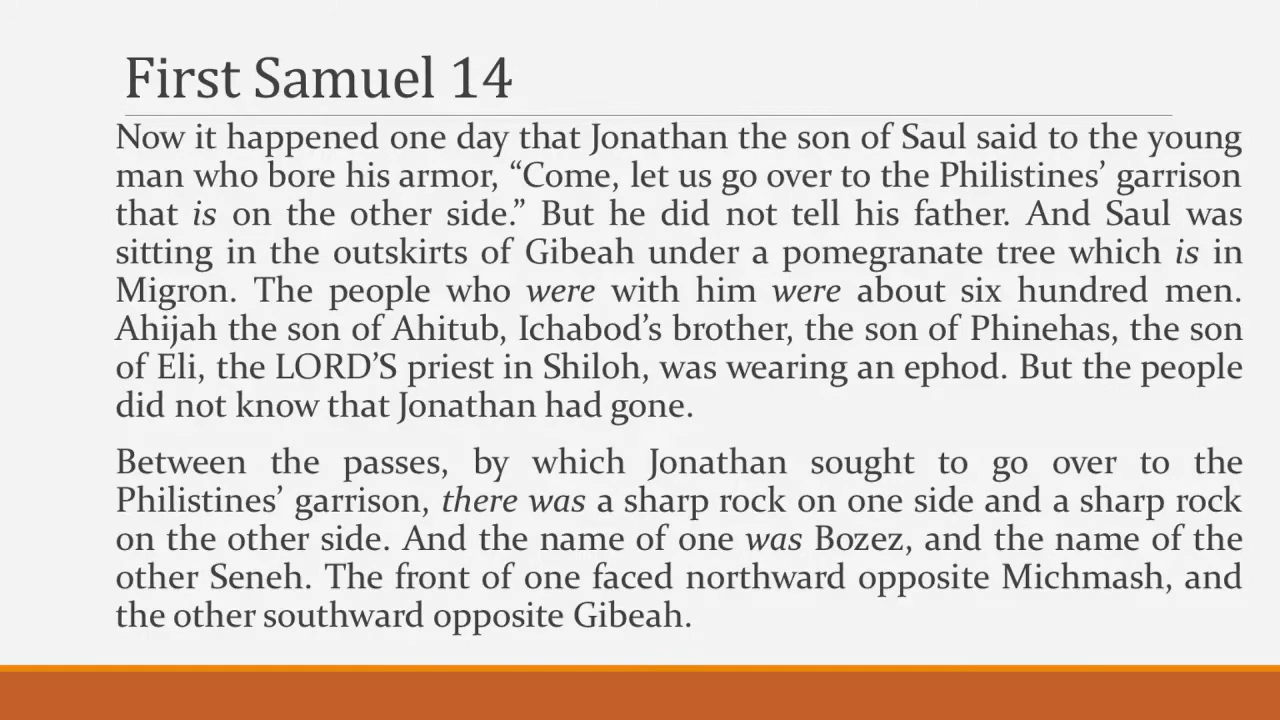 First Samuel 14
Now it happened one day that Jonathan the son of Saul said to the young
man who bore his armor, “Come, let us go over to the Philistines’ garrison
that is on the other side.” But he did not tell his father. And Saul was
sitting in the outskirts of Gibeah under a pomegranate tree which is in
Migron. The people who were with him were about six hundred men.
Ahijah the son of Ahitub, Ichabod’s brother, the son of Phinehas, the son
of Eli, the LORD’S priest in Shiloh, was wearing an ephod. But the people
did not know that Jonathan had gone.
Between the passes, by which Jonathan sought to go over to the
Philistines’ garrison, there was a sharp rock on one side and a sharp rock
on the other side. And the name of one was Bozez, and the name of the
other Seneh. The front of one faced northward opposite Michmash, and
the other southward opposite Gibeah.